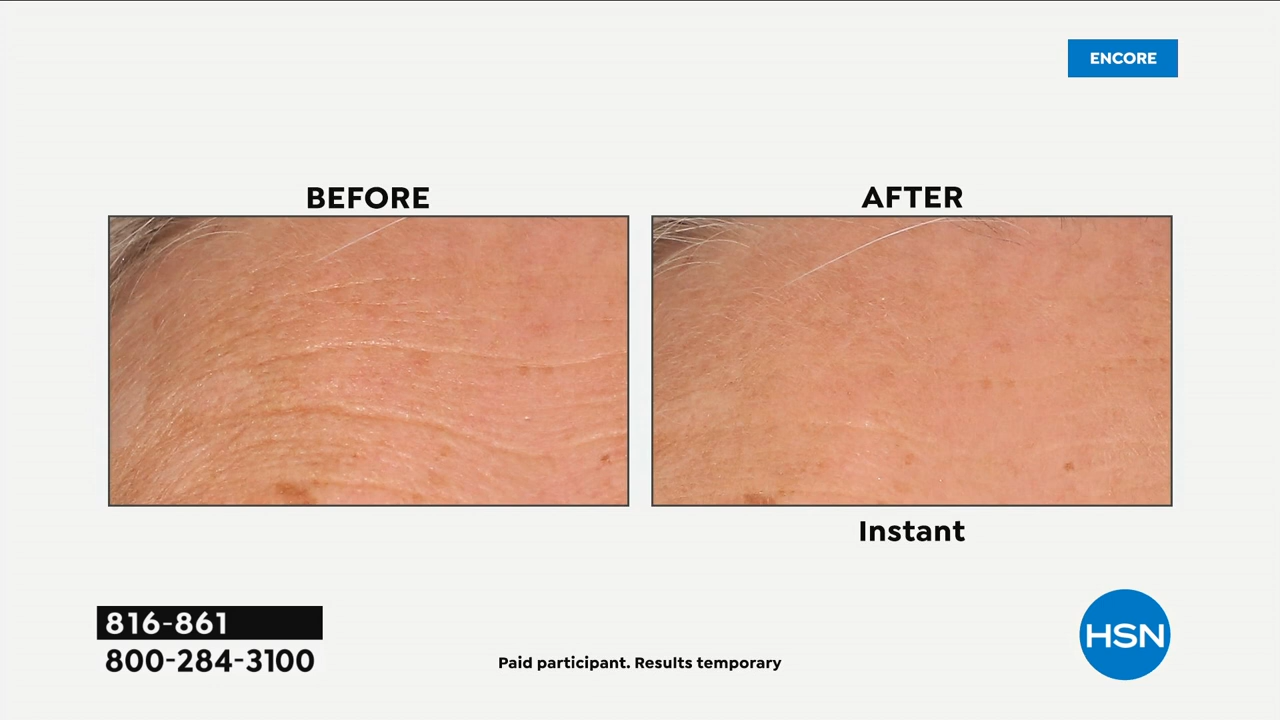 ENCORE
BEFORE
AFTER
Instant
816-861
800-284-3100
Paid participant. Results temporary
HSN